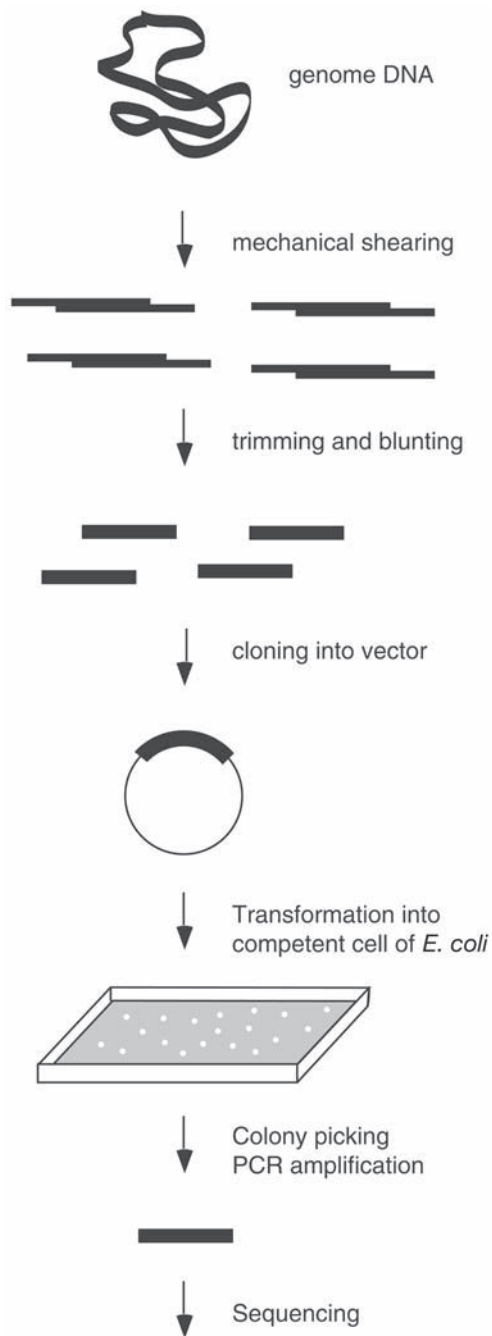 genome DNA
mechanical shearing
trimming and blunting
cloning into vector
Transformation into
competent cell of E. coli
Colony picking
PCR amplification
Sequencing